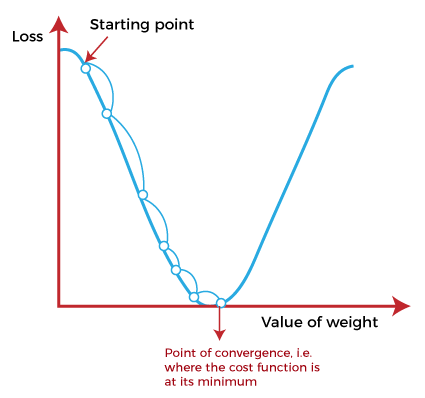 Starting point
Loss
Value of weight
Point of convergence, i.e.
where the cost function is
at its minimum